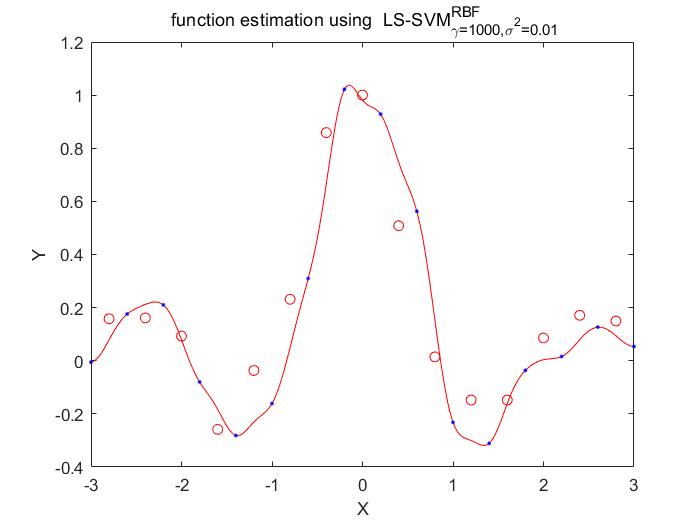 function estimation using LS-SVM^{RBF}_{γ=1000,σ^2=0.01}
1.2
1
0.8
0.6
0.4
0.2
0
-0.2
-0.4
Y
-3 -2 -1 0 1 2 3
X